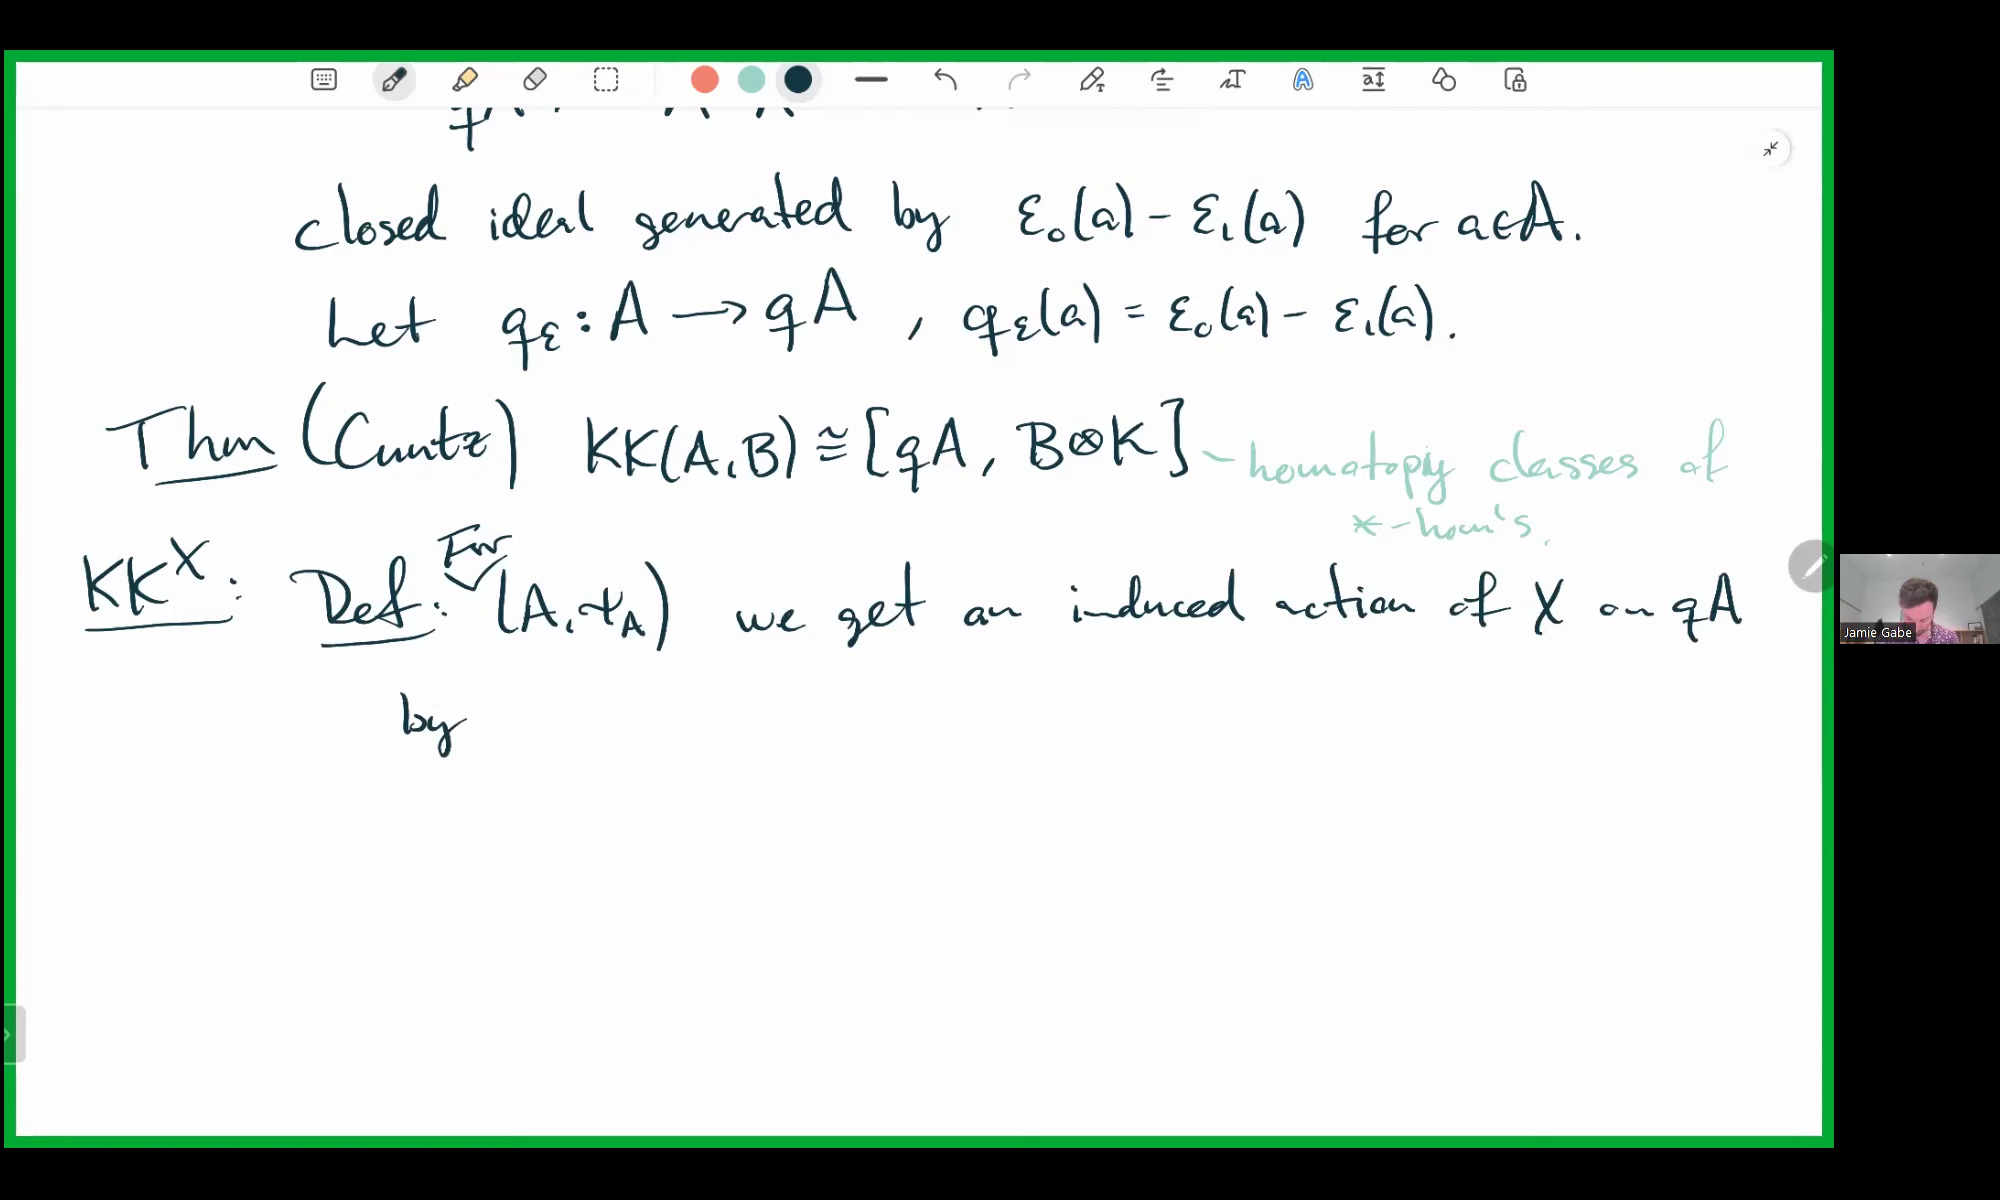 closed ideal generated by ε₀(a) - ε₁(a) for a∈A.
Let q_ε : A → qA , q_ε(a) = ε₀(a) - ε₁(a).
Thm (Cuntz) KK(A,B) ≅ [qA, B⊗K] ~ homotopy classes of
*-hom's.
KK^X : Def: For (A, ψ_A) we get an induced action of X on qA
by
Jamie Gabe